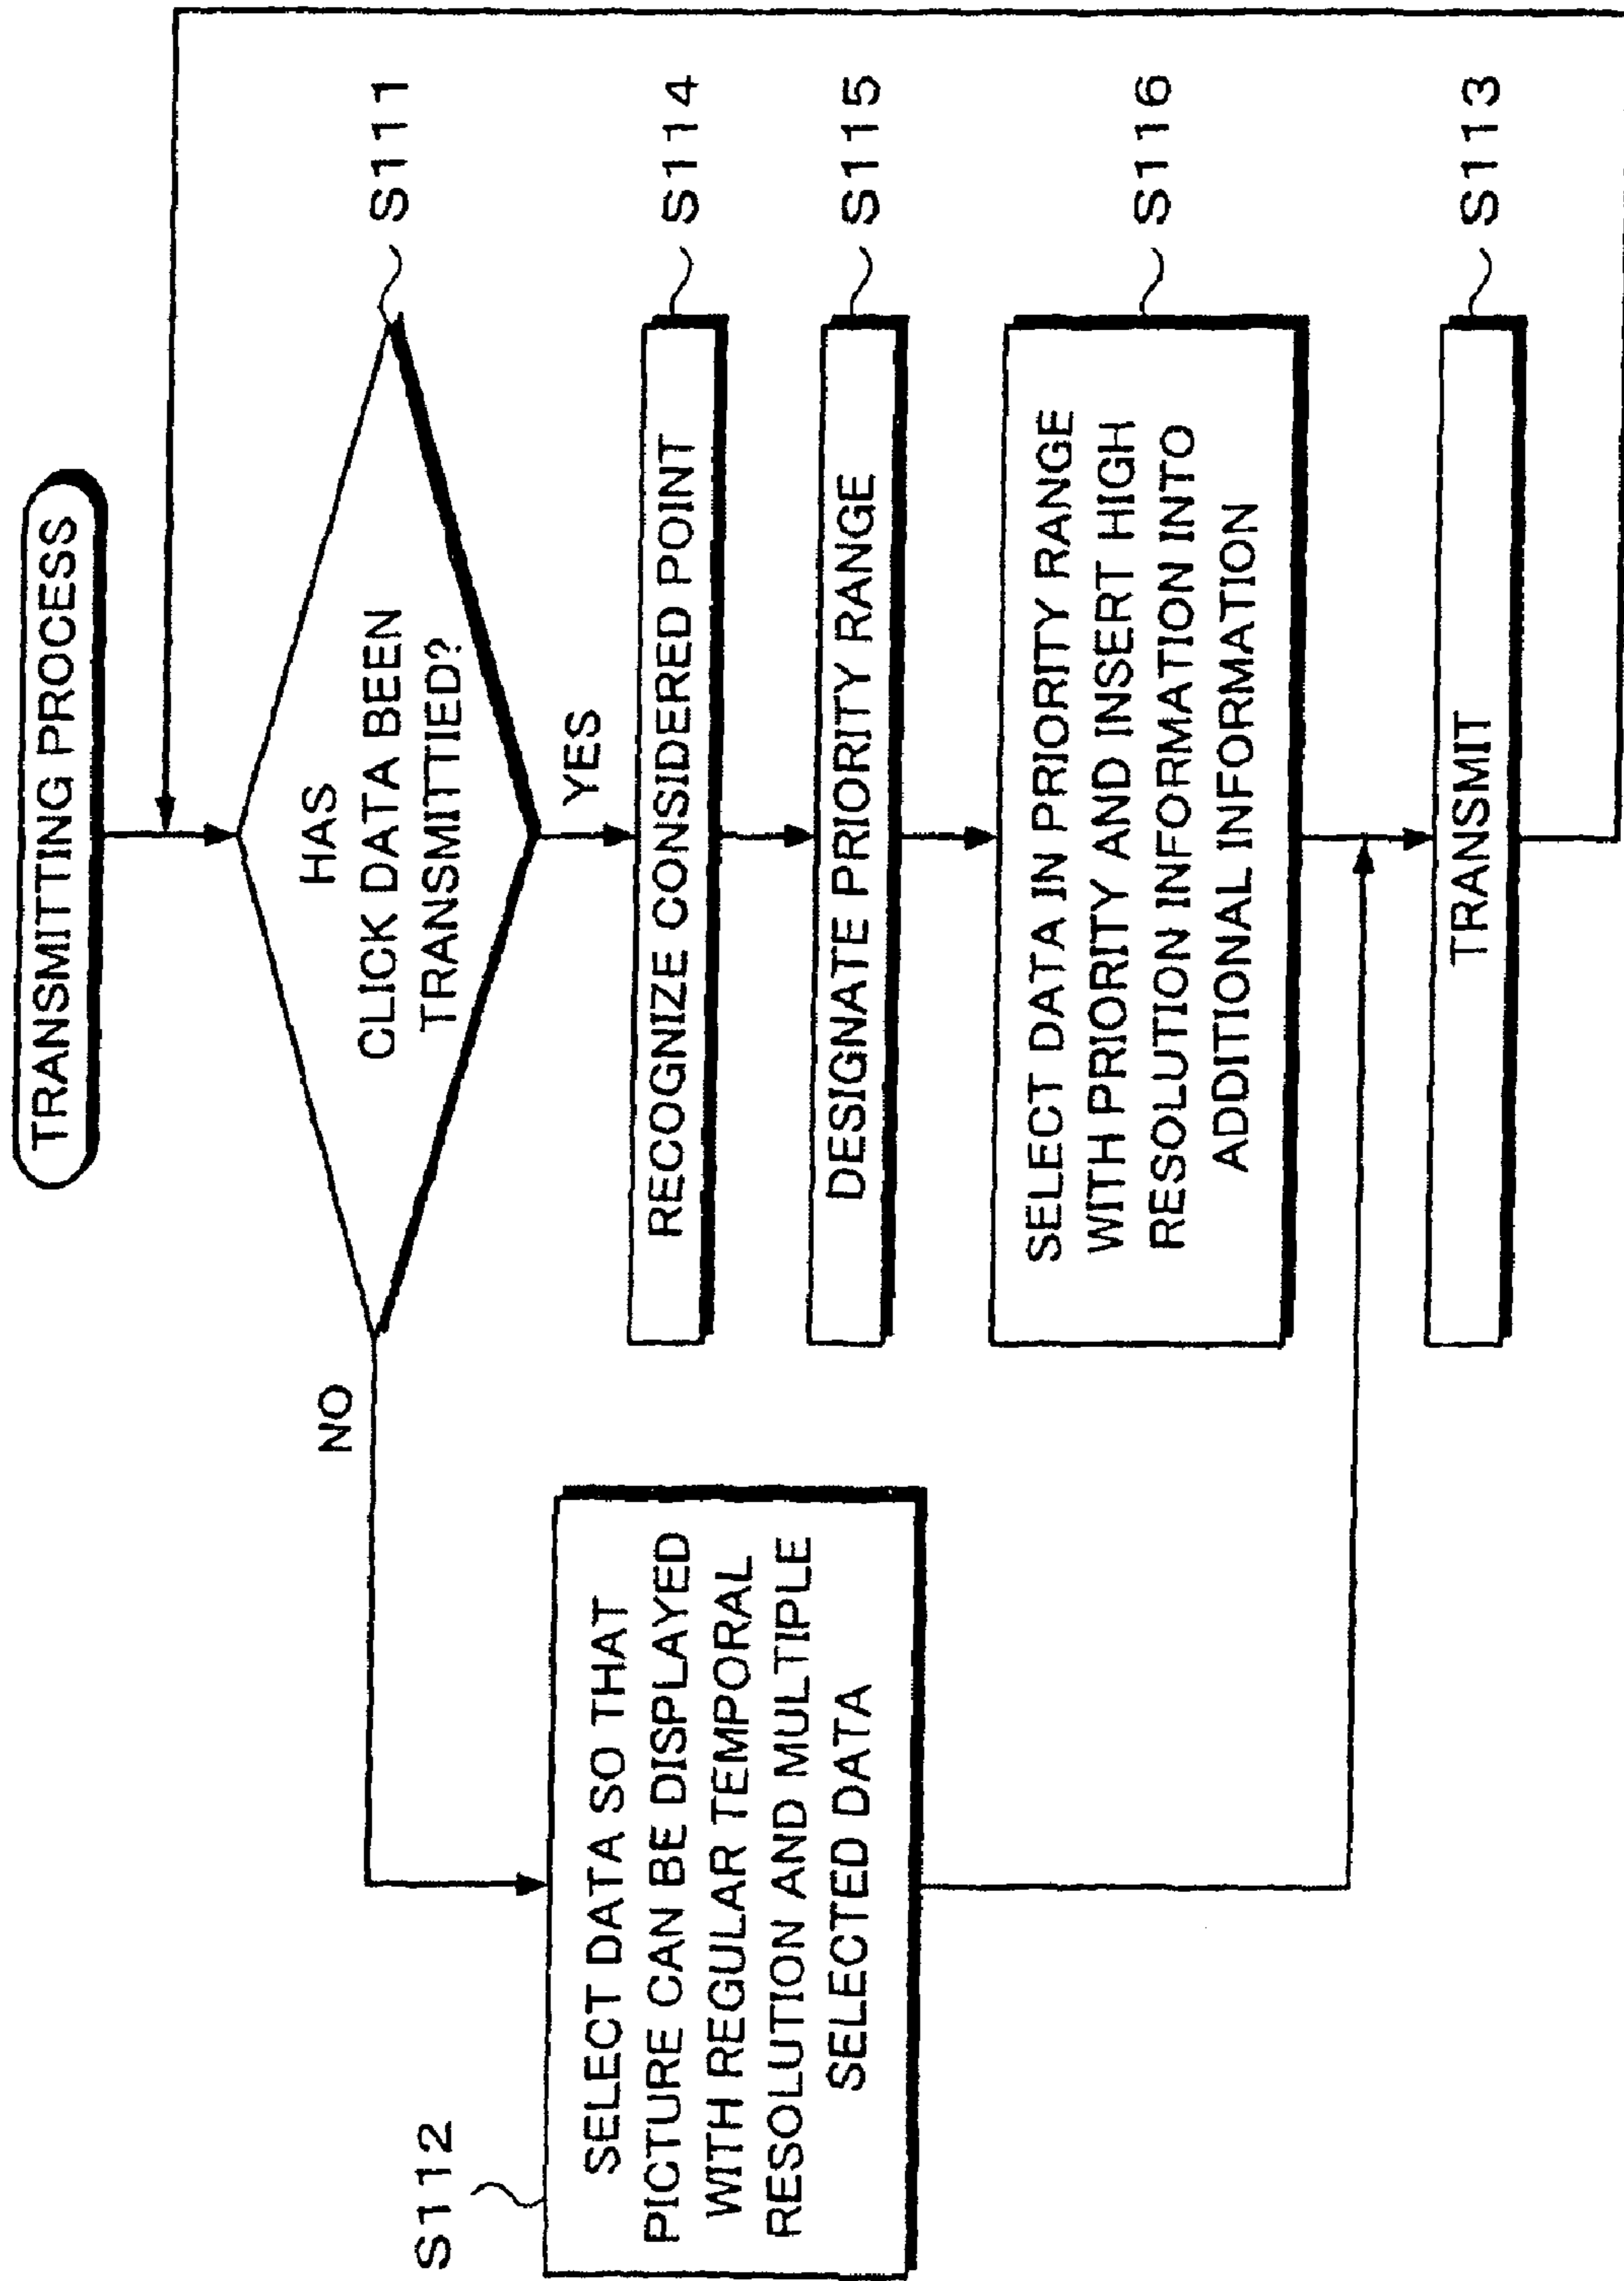 TRANSMITTING PROCESS
HAS
CLICK DATA BEEN
TRANSMITTIED?
S111
NO
YES
S112
SELECT DATA SO THAT
PICTURE CAN BE DISPLAYED
WITH REGULAR TEMPORAL
RESOLUTION AND MULTIPLE
SELECTED DATA
RECOGNIZE CONSIDERED POINT
S114
DESIGNATE PRIORITY RANGE
S115
SELECT DATA IN PRIORITY RANGE
WITH PRIORITY AND INSERT HIGH
RESOLUTION INFORMATION INTO
ADDITIONAL INFORMATION
S116
TRANSMIT
S113